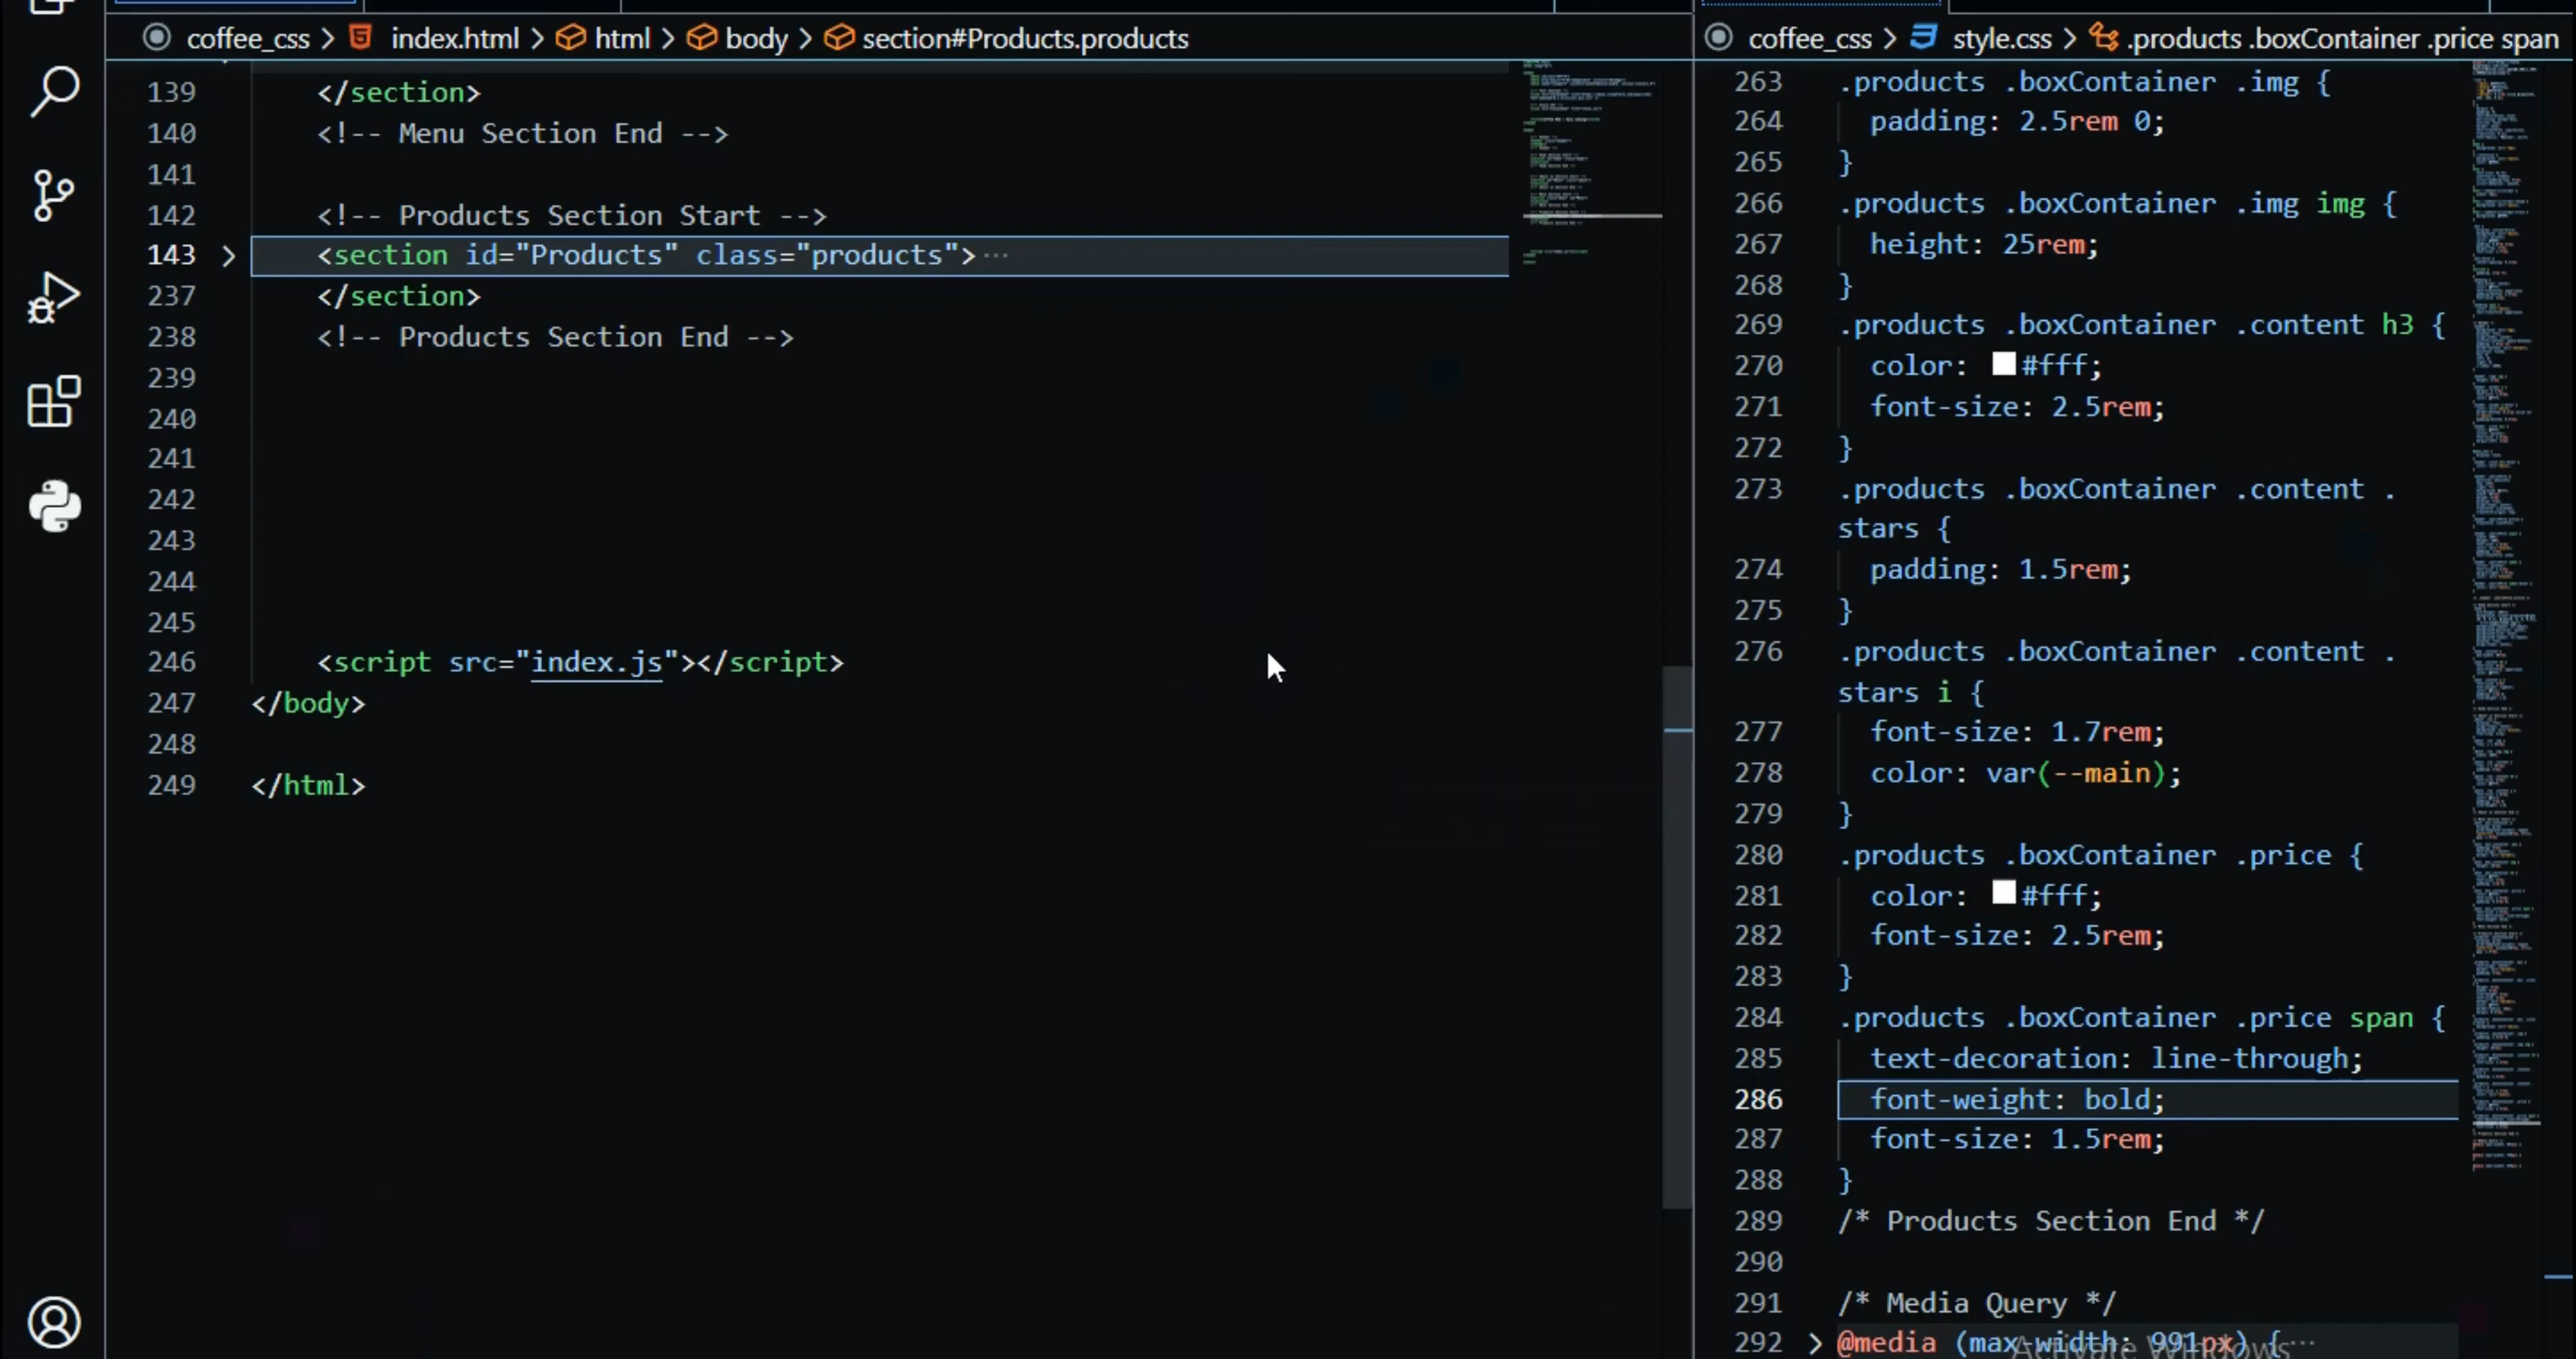 coffee_css > index.html > html > body > section#Products.products
139 </section>
140 <!-- Menu Section End -->
141
142 <!-- Products Section Start -->
143 <section id="Products" class="products">···
237 </section>
238 <!-- Products Section End -->
239
240
241
242
243
244
245
246 <script src="index.js"></script>
247 </body>
248
249 </html>
coffee_css > style.css > .products .boxContainer .price span
263 .products .boxContainer .img {
264 padding: 2.5rem 0;
265 }
266 .products .boxContainer .img img {
267 height: 25rem;
268 }
269 .products .boxContainer .content h3 {
270 color: #fff;
271 font-size: 2.5rem;
272 }
273 .products .boxContainer .content .
stars {
274 padding: 1.5rem;
275 }
276 .products .boxContainer .content .
stars i {
277 font-size: 1.7rem;
278 color: var(--main);
279 }
280 .products .boxContainer .price {
281 color: #fff;
282 font-size: 2.5rem;
283 }
284 .products .boxContainer .price span {
285 text-decoration: line-through;
286 font-weight: bold;
287 font-size: 1.5rem;
288 }
289 /* Products Section End */
290
291 /* Media Query */
292 @media (max-width: 991px) {···
Activate Windows